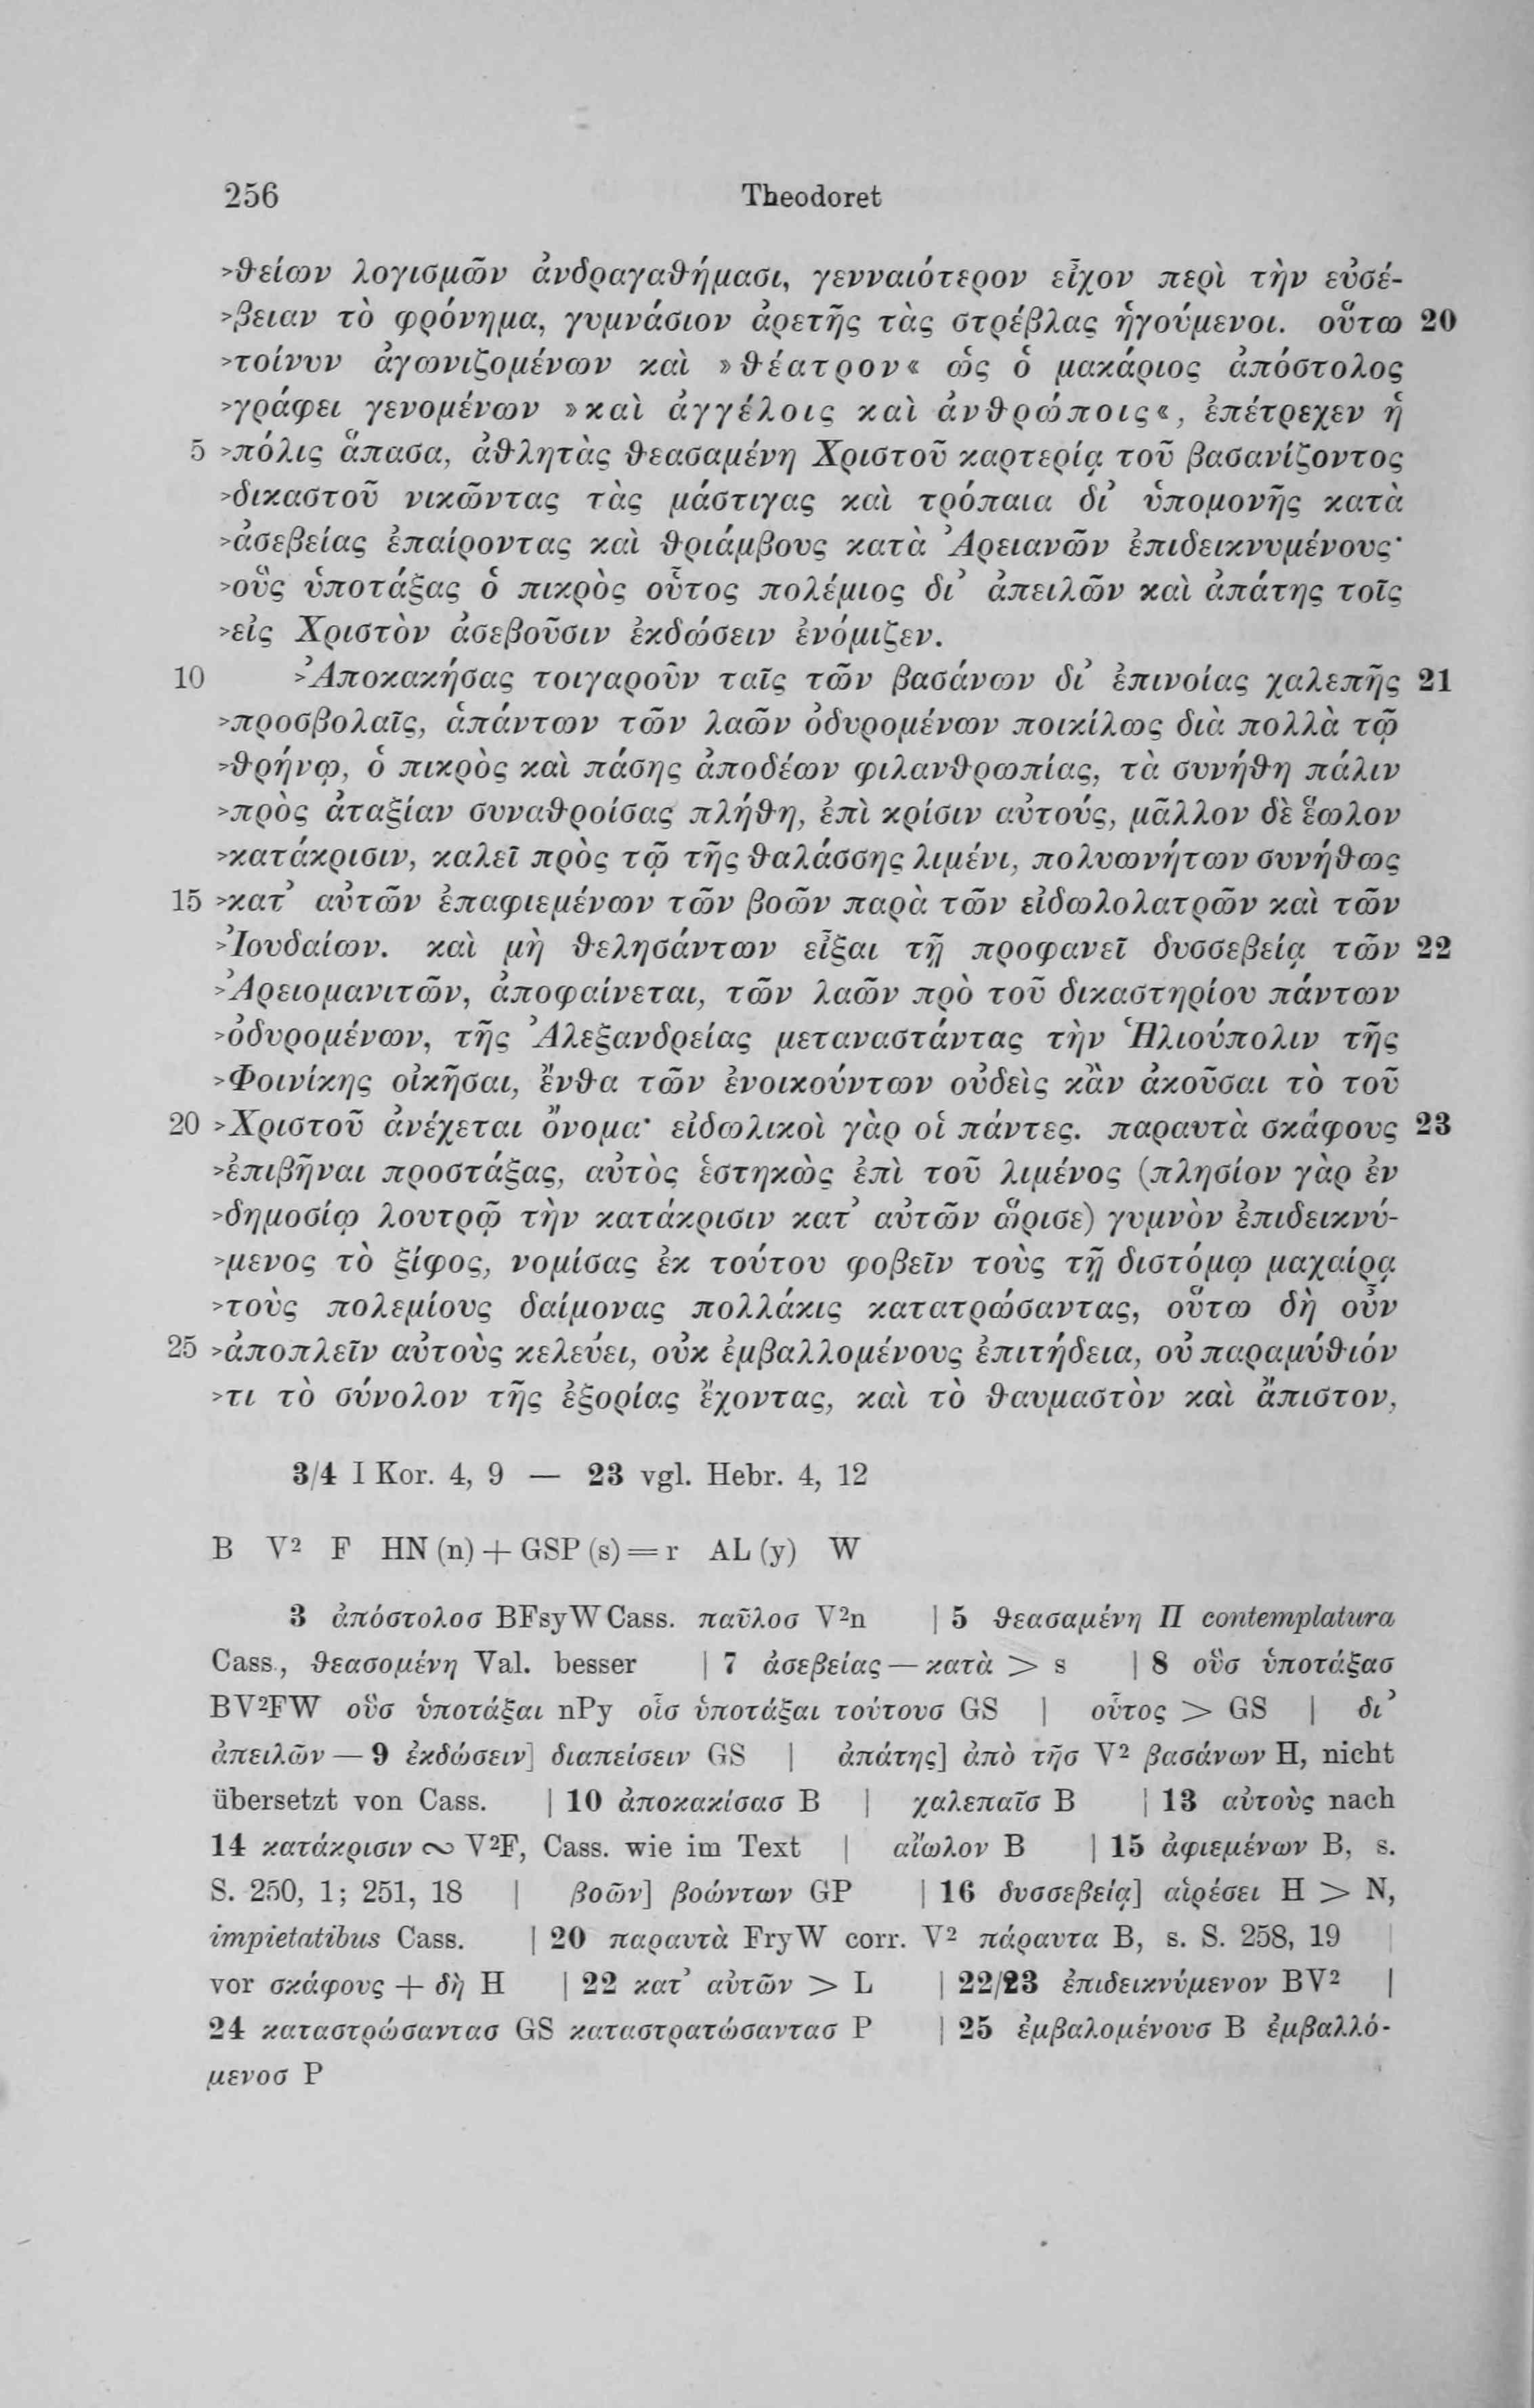 256 Theodoret
>θείων λογισμῶν ἀνδραγαθήμασι, γενναιότερον εἶχον περὶ τὴν εὐσέ-
>βειαν τὸ φρόνημα, γυμνάσιον ἀρετῆς τὰς στρέβλας ἡγούμενοι. οὕτω 20
>τοίνυν ἀγωνιζομένων καὶ »θέατρον« ὡς ὁ μακάριος ἀπόστολος
>γράφει γενομένων »καὶ ἀγγέλοις καὶ ἀνθρώποις«, ἐπέτρεχεν ἡ
5 >πόλις ἅπασα, ἀθλητὰς θεασαμένη Χριστοῦ καρτερίᾳ τοῦ βασανίζοντος
>δικαστοῦ νικῶντας τὰς μάστιγας καὶ τρόπαια δι’ ὑπομονῆς κατὰ
>ἀσεβείας ἐπαίροντας καὶ θριάμβους κατὰ Ἀρειανῶν ἐπιδεικνυμένους·
>οὓς ὑποτάξας ὁ πικρὸς οὗτος πολέμιος δι’ ἀπειλῶν καὶ ἀπάτης τοῖς
>εἰς Χριστὸν ἀσεβοῦσιν ἐκδώσειν ἐνόμιζεν.
10 >Ἀποκακήσας τοιγαροῦν ταῖς τῶν βασάνων δι’ ἐπινοίας χαλεπῆς 21
>προσβολαῖς, ἁπάντων τῶν λαῶν ὀδυρομένων ποικίλως διὰ πολλὰ τῷ
>θρήνῳ, ὁ πικρὸς καὶ πάσης ἀποδέων φιλανθρωπίας, τὰ συνήθη πάλιν
>πρὸς ἀταξίαν συναθροίσας πλήθη, ἐπὶ κρίσιν αὐτούς, μᾶλλον δὲ ἕωλον
>κατάκρισιν, καλεῖ πρὸς τῷ τῆς θαλάσσης λιμένι, πολυωνήτων συνήθως
15 >κατ’ αὐτῶν ἐπαφιεμένων τῶν βοῶν παρὰ τῶν εἰδωλολατρῶν καὶ τῶν
>Ἰουδαίων. καὶ μὴ θελησάντων εἶξαι τῇ προφανεῖ δυσσεβείᾳ τῶν 22
>Ἀρειομανιτῶν, ἀποφαίνεται, τῶν λαῶν πρὸ τοῦ δικαστηρίου πάντων
>ὀδυρομένων, τῆς Ἀλεξανδρείας μεταναστάντας τὴν Ἡλιούπολιν τῆς
>Φοινίκης οἰκῆσαι, ἔνθα τῶν ἐνοικούντων οὐδεὶς κἂν ἀκοῦσαι τὸ τοῦ
20 >Χριστοῦ ἀνέχεται ὄνομα· εἰδωλικοὶ γὰρ οἱ πάντες. παραυτὰ σκάφους 23
>ἐπιβῆναι προστάξας, αὐτὸς ἑστηκὼς ἐπὶ τοῦ λιμένος (πλησίον γὰρ ἐν
>δημοσίῳ λουτρῷ τὴν κατάκρισιν κατ’ αὐτῶν ὥρισε) γυμνὸν ἐπιδεικνύ-
>μενος τὸ ξίφος, νομίσας ἐκ τούτου φοβεῖν τοὺς τῇ διστόμῳ μαχαίρᾳ
>τοὺς πολεμίους δαίμονας πολλάκις κατατρώσαντας, οὕτω δὴ οὖν
25 >ἀποπλεῖν αὐτοὺς κελεύει, οὐκ ἐμβαλλομένους ἐπιτήδεια, οὐ παραμύθιόν
>τι τὸ σύνολον τῆς ἐξορίας ἔχοντας, καὶ τὸ θαυμαστὸν καὶ ἄπιστον,
3/4 I Kor. 4, 9 — 23 vgl. Hebr. 4, 12
B V² F HN (n) + GSP (s) = r AL (y) W
3 ἀπόστολοσ BFsyW Cass. παῦλοσ V²n | 5 θεασαμένη Π contemplatura
Cass., θεασομένη Val. besser | 7 ἀσεβείας — κατὰ > s | 8 οὓσ ὑποτάξασ
BV²FW οὓσ ὑποτάξαι nPy οἷσ ὑποτάξαι τούτουσ GS | οὗτος > GS | δι’
ἀπειλῶν — 9 ἐκδώσειν] διαπείσειν GS | ἀπάτης] ἀπὸ τῆσ V² βασάνων H, nicht
übersetzt von Cass. | 10 ἀποκακίσασ B | χαλεπαῖσ B | 13 αὐτοὺς nach
14 κατάκρισιν ∾ V²F, Cass. wie im Text | αἴωλον B | 15 ἀφιεμένων B, s.
S. 250, 1; 251, 18 | βοῶν] βοώντων GP | 16 δυσσεβείᾳ] αἱρέσει H > N,
impietatibus Cass. | 20 παραυτὰ FryW corr. V² πάραυτα B, s. S. 258, 19 |
vor σκάφους + δὴ H | 22 κατ’ αὐτῶν > L | 22/23 ἐπιδεικνύμενον BV² |
24 καταστρώσαντασ GS καταστρατώσαντασ P | 25 ἐμβαλομένουσ B ἐμβαλλό-
μενοσ P